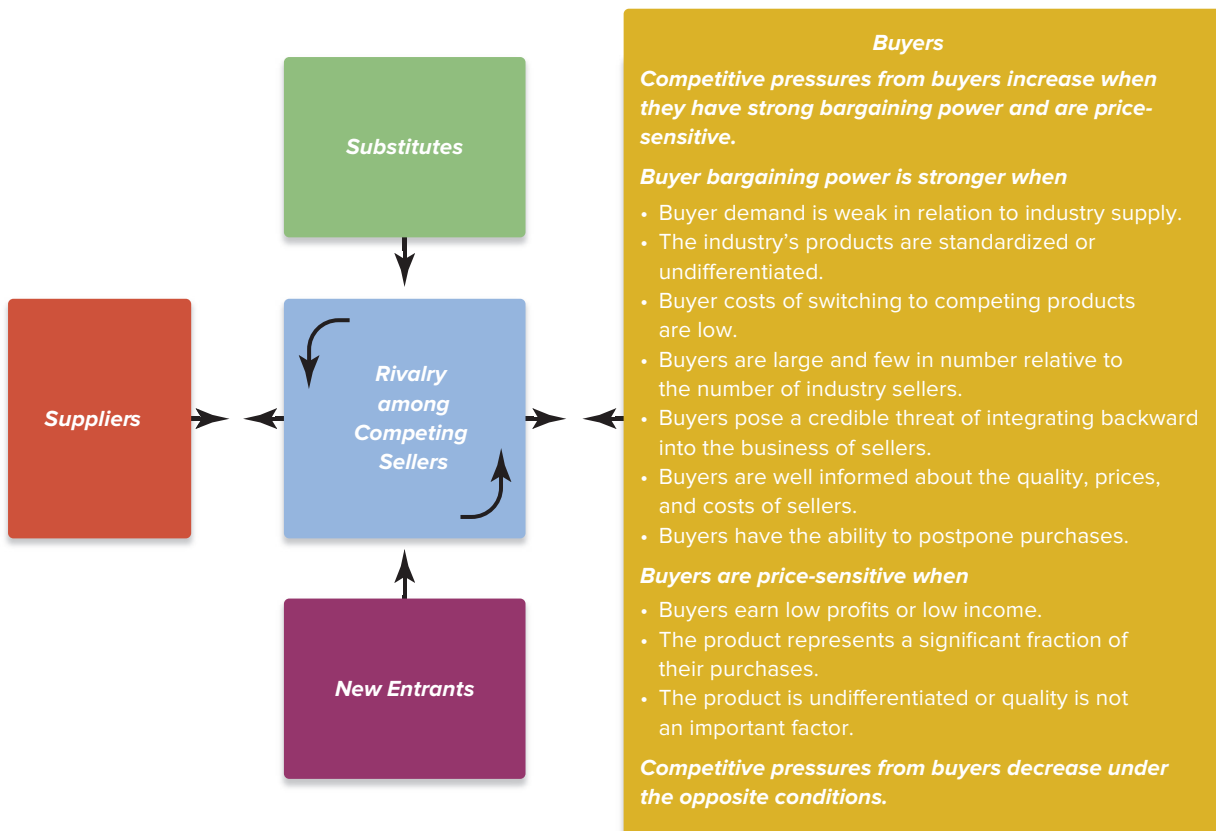 Substitutes
Suppliers
Rivalry
among
Competing
Sellers
New Entrants
Buyers
Competitive pressures from buyers increase when
they have strong bargaining power and are price-
sensitive.
Buyer bargaining power is stronger when
• Buyer demand is weak in relation to industry supply.
• The industry’s products are standardized or
undifferentiated.
• Buyer costs of switching to competing products
are low.
• Buyers are large and few in number relative to
the number of industry sellers.
• Buyers pose a credible threat of integrating backward
into the business of sellers.
• Buyers are well informed about the quality, prices,
and costs of sellers.
• Buyers have the ability to postpone purchases.
Buyers are price-sensitive when
• Buyers earn low profits or low income.
• The product represents a significant fraction of
their purchases.
• The product is undifferentiated or quality is not
an important factor.
Competitive pressures from buyers decrease under
the opposite conditions.